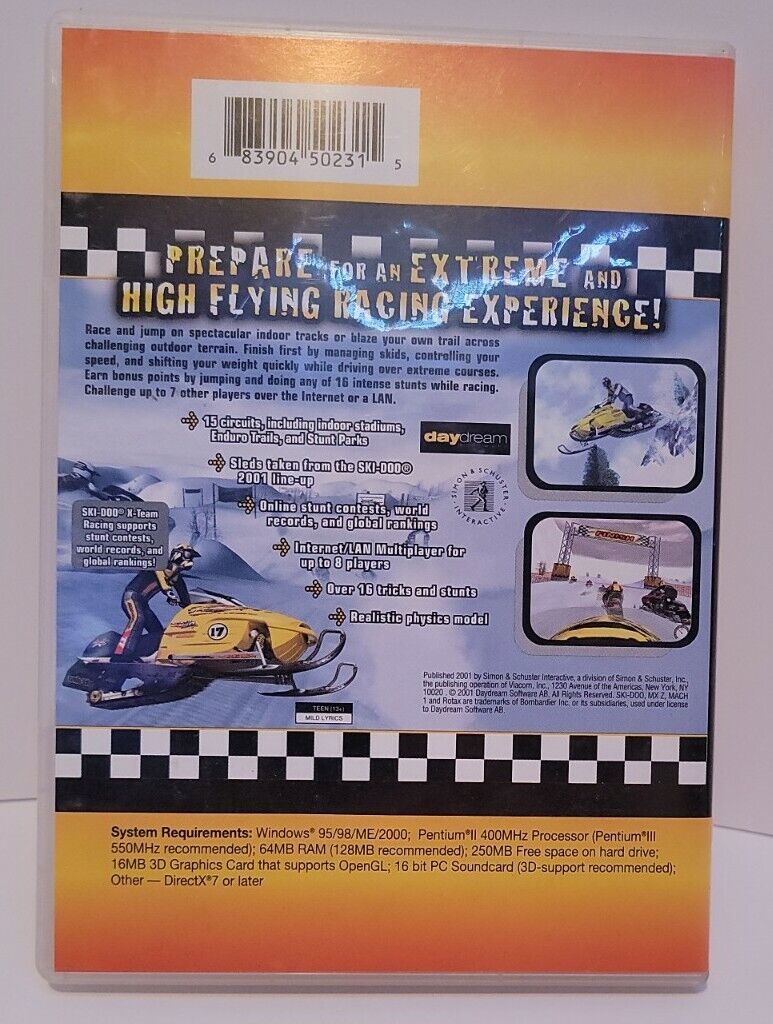 6 83904 50231 5
PREPARE FOR AN EXTREME AND
HIGH FLYING RACING EXPERIENCE!
Race and jump on spectacular indoor tracks or blaze your own trail across
challenging outdoor terrain. Finish first by managing skids, controlling your
speed, and shifting your weight quickly while driving over extreme courses.
Earn bonus points by jumping and doing any of 16 intense stunts while racing.
Challenge up to 7 other players over the Internet or a LAN.
15 circuits, including indoor stadiums,
Enduro Trails, and Stunt Parks
daydream
Sleds taken from the SKI-DOO®
2001 line-up
SIMON & SCHUSTER
INTERACTIVE
Online stunt contests, world
records, and global rankings
SKI-DOO® X-Team
Racing supports
stunt contests,
world records, and
global rankings!
Internet/LAN Multiplayer for
up to 8 players
Over 16 tricks and stunts
Realistic physics model
FINISH
17
Published 2001 by Simon & Schuster Interactive, a division of Simon & Schuster, Inc.,
the publishing operation of Viacom, Inc., 1230 Avenue of the Americas, New York, NY
10020 . © 2001 Daydream Software AB. All Rights Reserved. SKI-DOO, MX Z, MACH
1 and Rotax are trademarks of Bombardier Inc. or its subsidiaries, used under license
to Daydream Software AB.
TEEN (13+)
MILD LYRICS
System Requirements: Windows® 95/98/ME/2000; Pentium®II 400MHz Processor (Pentium®III
550MHz recommended); 64MB RAM (128MB recommended); 250MB Free space on hard drive;
16MB 3D Graphics Card that supports OpenGL; 16 bit PC Soundcard (3D-support recommended);
Other — DirectX®7 or later